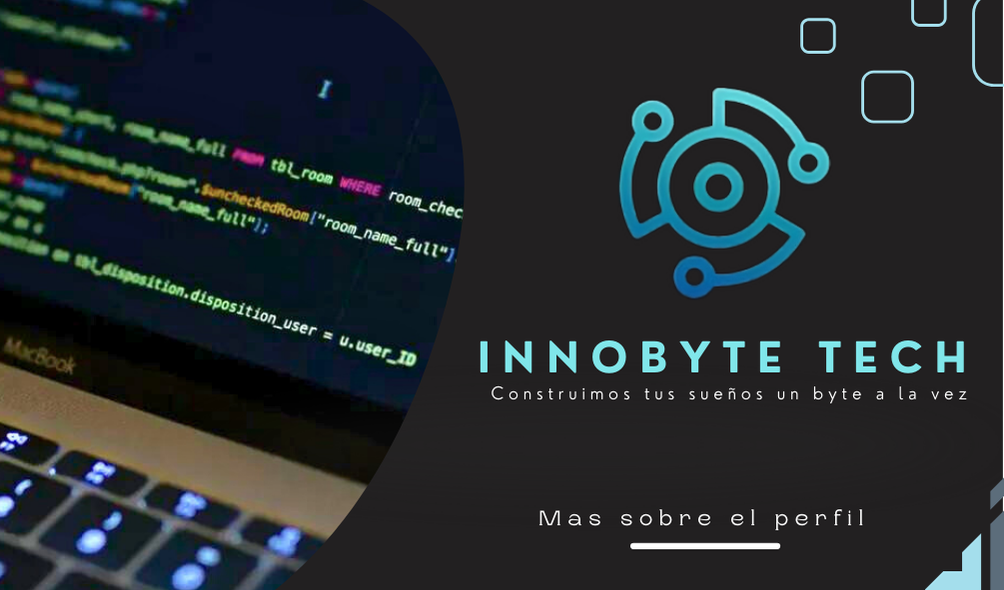 room_name_full FROM tbl_room WHERE room_chec
$uncheckedRoom["room_name_full"].
"room_name_full"];
tbl_disposition.disposition_user = u.user_ID
MacBook
INNOBYTE TECH
Construimos tus sueños un byte a la vez
Mas sobre el perfil